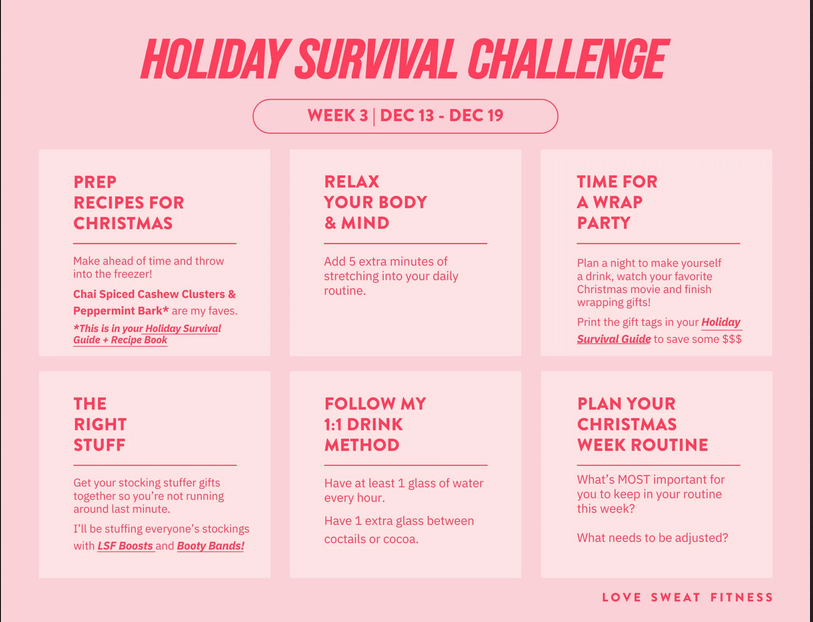 HOLIDAY SURVIVAL CHALLENGE
WEEK 3 | DEC 13 - DEC 19
PREP
RECIPES FOR
CHRISTMAS
Make ahead of time and throw
into the freezer!
Chai Spiced Cashew Clusters &
Peppermint Bark* are my faves.
*This is in your Holiday Survival
Guide + Recipe Book
RELAX
YOUR BODY
& MIND
Add 5 extra minutes of
stretching into your daily
routine.
TIME FOR
A WRAP
PARTY
Plan a night to make yourself
a drink, watch your favorite
Christmas movie and finish
wrapping gifts!
Print the gift tags in your Holiday
Survival Guide to save some $$$
THE
RIGHT
STUFF
Get your stocking stuffer gifts
together so you're not running
around last minute.
I'll be stuffing everyone's stockings
with LSF Boosts and Booty Bands!
FOLLOW MY
1:1 DRINK
METHOD
Have at least 1 glass of water
every hour.
Have 1 extra glass between
coctails or cocoa.
PLAN YOUR
CHRISTMAS
WEEK ROUTINE
What's MOST important for
you to keep in your routine
this week?
What needs to be adjusted?
LOVE SWEAT FITNESS